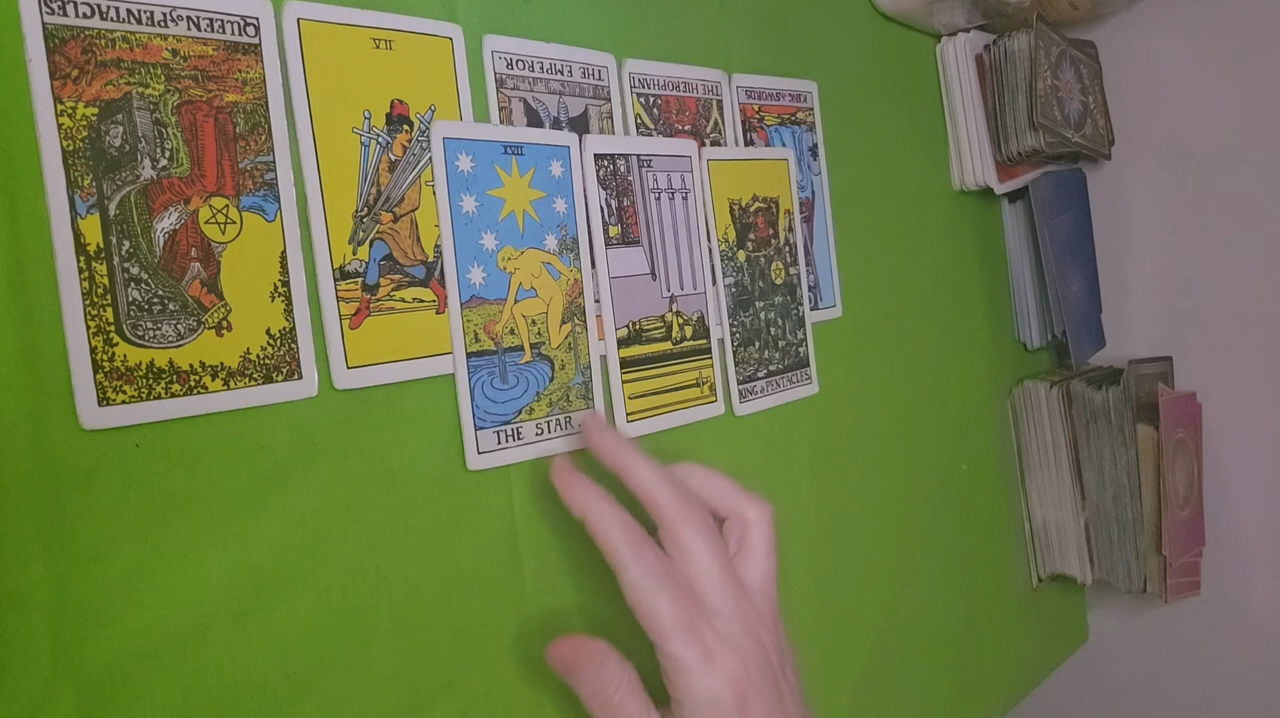 QUEEN of PENTACLES
VII
THE EMPEROR.
THE HIEROPHANT
KING of SWORDS
XVII
THE STAR.
IV
KING of PENTACLES